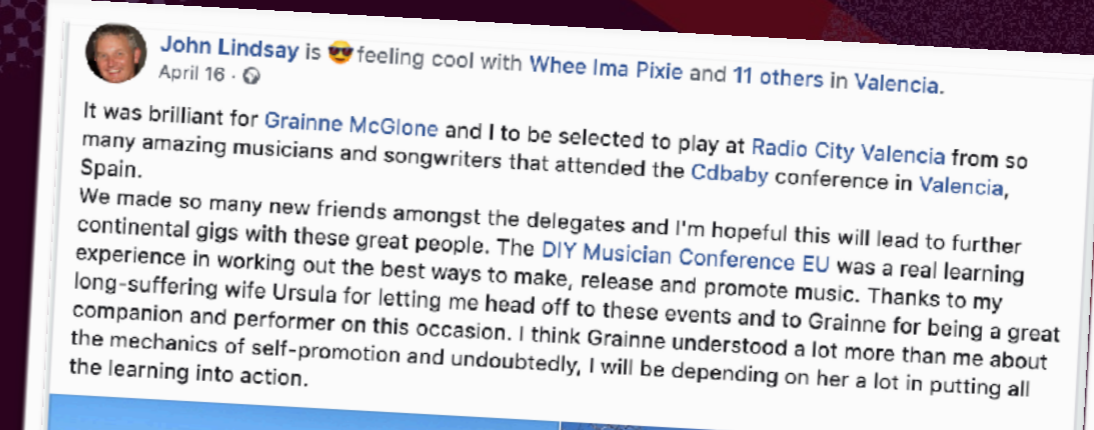 John Lindsay is 😎 feeling cool with Whee Ima Pixie and 11 others in Valencia.
April 16 ·
It was brilliant for Grainne McGlone and I to be selected to play at Radio City Valencia from so
many amazing musicians and songwriters that attended the Cdbaby conference in Valencia,
Spain.
We made so many new friends amongst the delegates and I'm hopeful this will lead to further
continental gigs with these great people. The DIY Musician Conference EU was a real learning
experience in working out the best ways to make, release and promote music. Thanks to my
long-suffering wife Ursula for letting me head off to these events and to Grainne for being a great
companion and performer on this occasion. I think Grainne understood a lot more than me about
the mechanics of self-promotion and undoubtedly, I will be depending on her a lot in putting all
the learning into action.